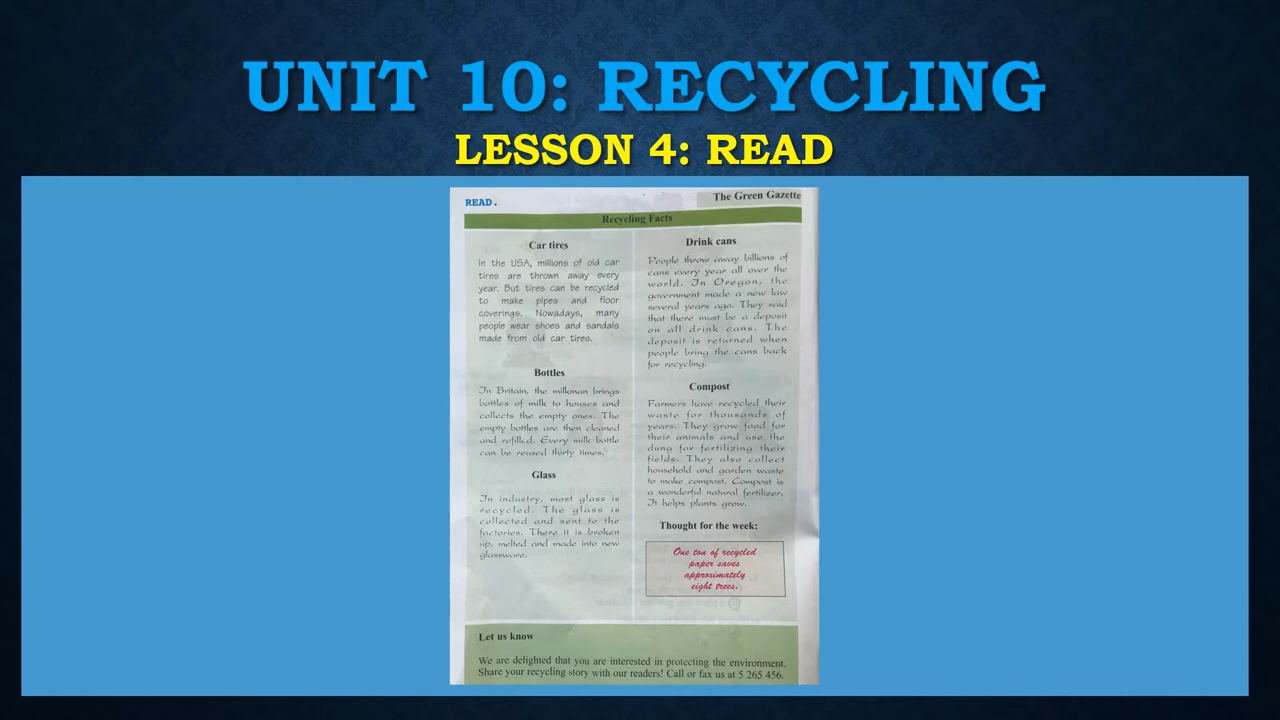 UNIT 10: RECYCLING
LESSON 4: READ
READ.
The Green Gazette
Recycling Facts
Car tires
In the USA, millions of old car
tires are thrown away every
year. But tires can be recycled
to make pipes and floor
coverings. Nowadays, many
people wear shoes and sandals
made from old car tires.
Bottles
In Britain, the milkman brings
bottles of milk to houses and
collects the empty ones. The
empty bottles are then cleaned
and refilled. Every milk bottle
can be reused thirty times.
Glass
In industry, most glass is
recycled. The glass is
collected and sent to the
factories. There it is broken
up, melted and made into new
glassware.
Drink cans
People throw away billions of
cans every year all over the
world. In Oregon, the
government made a new law
several years ago. They said
that there must be a deposit
on all drink cans. The
deposit is returned when
people bring the cans back
for recycling.
Compost
Farmers have recycled their
waste for thousands of
years. They grow food for
their animals and use the
dung for fertilizing their
fields. They also collect
household and garden waste
to make compost. Compost is
a wonderful natural fertilizer.
It helps plants grow.
Thought for the week:
One ton of recycled
paper saves
approximately
eight trees.
Let us know
We are delighted that you are interested in protecting the environment.
Share your recycling story with our readers! Call or fax us at 5 265 456.